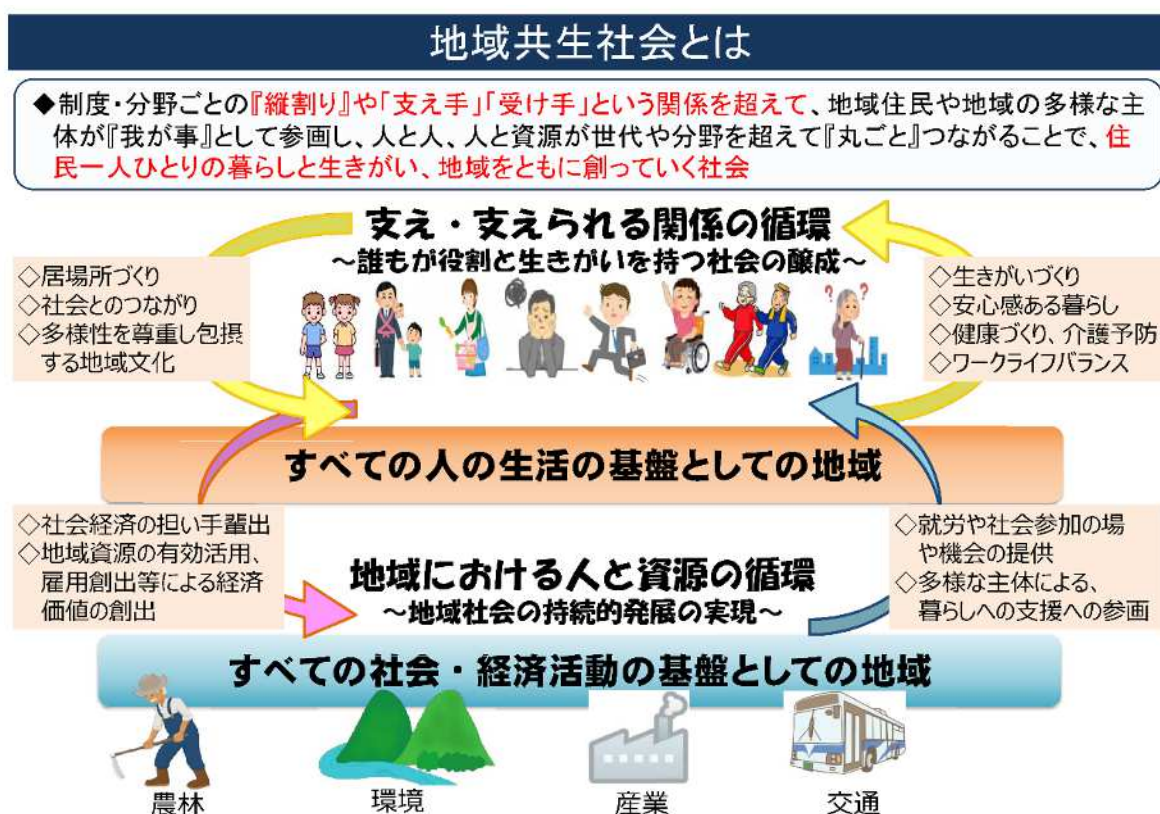 地域共生社会とは
◆制度・分野ごとの『縦割り』や「支え手」「受け手」という関係を超えて、地域住民や地域の多様な主
体が『我が事』として参画し、人と人、人と資源が世代や分野を超えて『丸ごと』つながることで、住
民一人ひとりの暮らしと生きがい、地域をともに創っていく社会
支え・支えられる関係の循環
～誰もが役割と生きがいを持つ社会の醸成～
◇居場所づくり
◇社会とのつながり
◇多様性を尊重し包摂
する地域文化
◇生きがいづくり
◇安心感ある暮らし
◇健康づくり、介護予防
◇ワークライフバランス
すべての人の生活の基盤としての地域
◇社会経済の担い手輩出
◇地域資源の有効活用、
雇用創出等による経済
価値の創出
地域における人と資源の循環
～地域社会の持続的発展の実現～
◇就労や社会参加の場
や機会の提供
◇多様な主体による、
暮らしへの支援への参画
すべての社会・経済活動の基盤としての地域
農林
環境
産業
交通